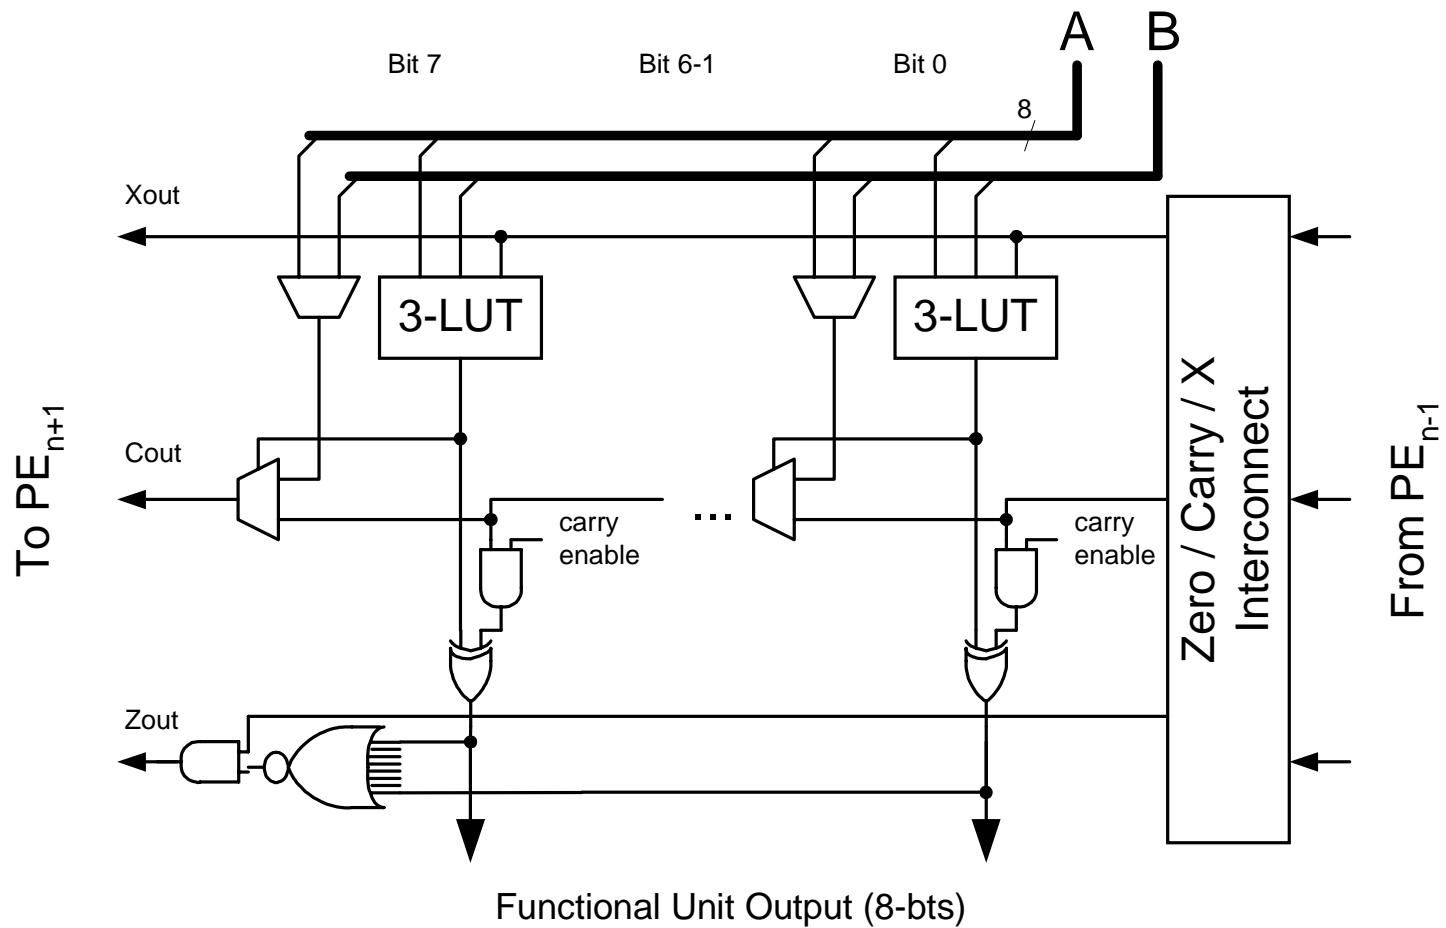 A B
Bit 7 Bit 6-1 Bit 0
8
Xout
3-LUT 3-LUT
To PEn+1
Cout
carry
enable
...
carry
enable
Zero / Carry / X
Interconnect
From PEn-1
Zout
Functional Unit Output (8-bts)